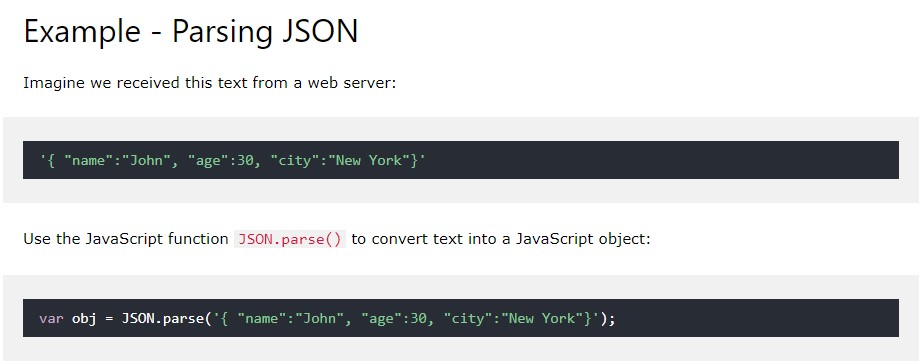 Example - Parsing JSON
Imagine we received this text from a web server:
'{ "name":"John", "age":30, "city":"New York"}'
Use the JavaScript function JSON.parse() to convert text into a JavaScript object:
var obj = JSON.parse('{ "name":"John", "age":30, "city":"New York"}');